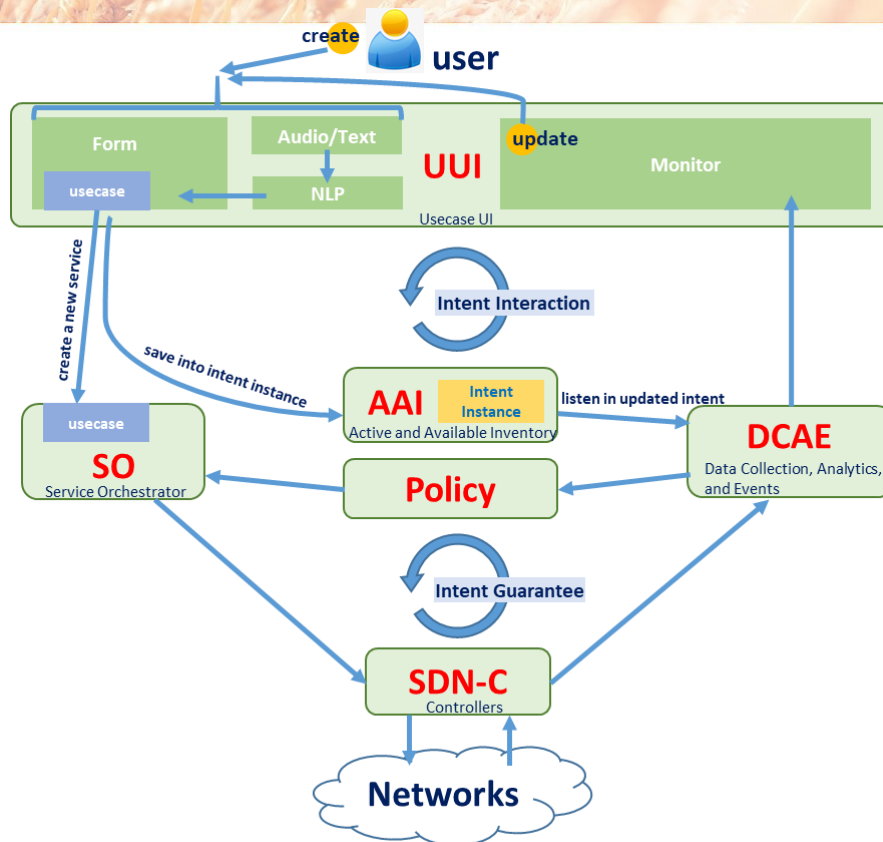 create
user
Form
Audio/Text
UUI
update
Monitor
usecase
NLP
Usecase UI
create a new service
Intent Interaction
save into intent instance
AAI
Intent
Instance
Active and Available Inventory
listen in updated intent
usecase
SO
Service Orchestrator
DCAE
Data Collection, Analytics,
and Events
Policy
Intent Guarantee
SDN-C
Controllers
Networks